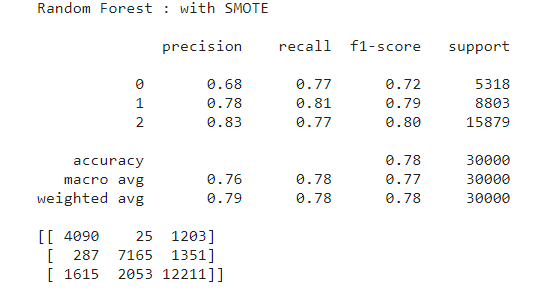 Random Forest : with SMOTE
precision recall f1-score support
0 0.68 0.77 0.72 5318
1 0.78 0.81 0.79 8803
2 0.83 0.77 0.80 15879
accuracy 0.78 30000
macro avg 0.76 0.78 0.77 30000
weighted avg 0.79 0.78 0.78 30000
[[ 4090 25 1203]
[ 287 7165 1351]
[ 1615 2053 12211]]